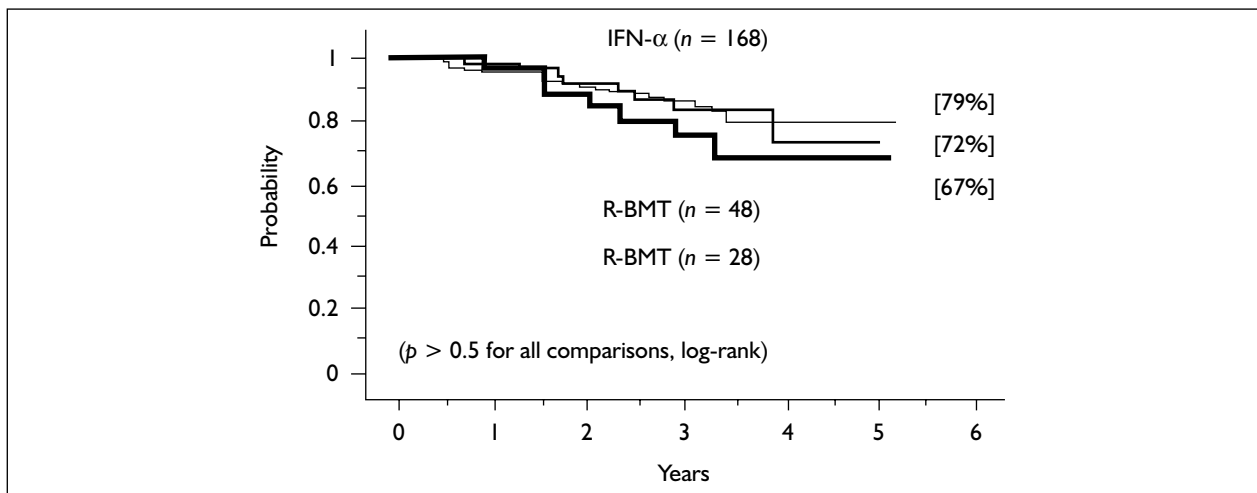 IFN-α (n = 168)
1
[79%]
0.8
[72%]
[67%]
0.6
Probability
R-BMT (n = 48)
0.4
R-BMT (n = 28)
0.2
(p > 0.5 for all comparisons, log-rank)
0
0 1 2 3 4 5 6
Years